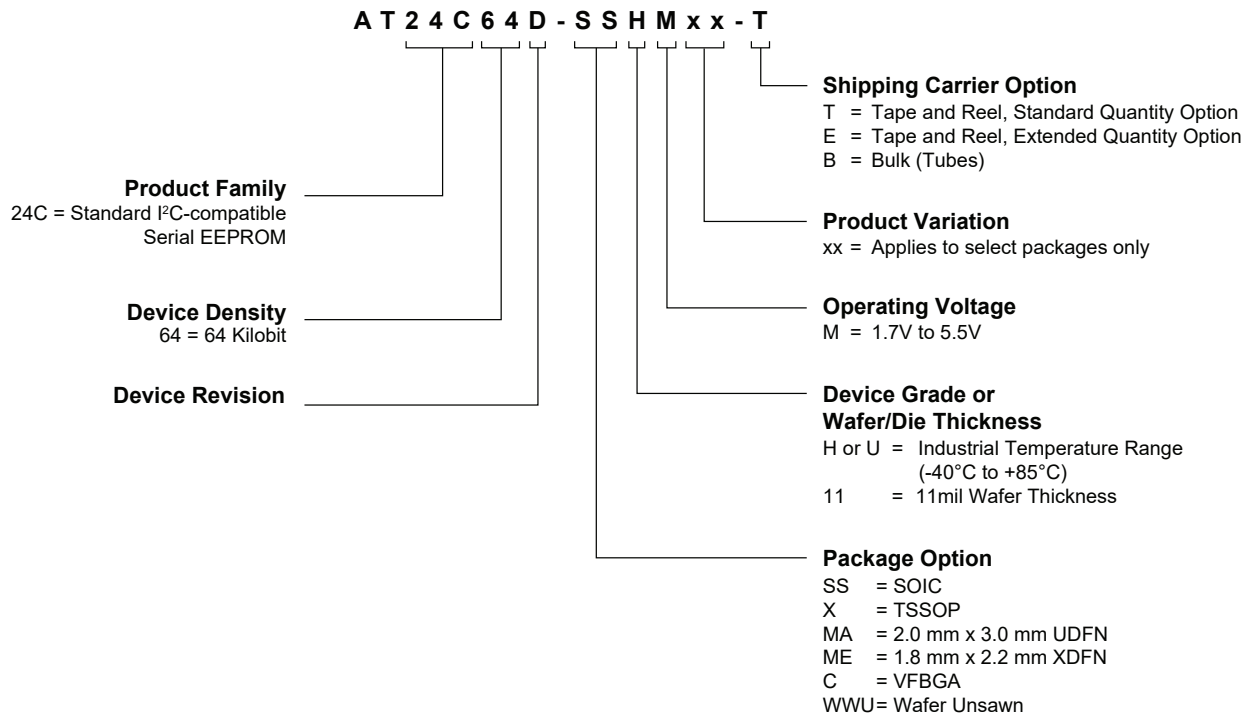 AT24C64D-SSHMxx-T
Shipping Carrier Option
T = Tape and Reel, Standard Quantity Option
E = Tape and Reel, Extended Quantity Option
B = Bulk (Tubes)
Product Family
24C = Standard I²C-compatible
Serial EEPROM
Product Variation
xx = Applies to select packages only
Device Density
64 = 64 Kilobit
Operating Voltage
M = 1.7V to 5.5V
Device Revision
Device Grade or
Wafer/Die Thickness
H or U = Industrial Temperature Range
(-40°C to +85°C)
11 = 11mil Wafer Thickness
Package Option
SS = SOIC
X = TSSOP
MA = 2.0 mm x 3.0 mm UDFN
ME = 1.8 mm x 2.2 mm XDFN
C = VFBGA
WWU= Wafer Unsawn